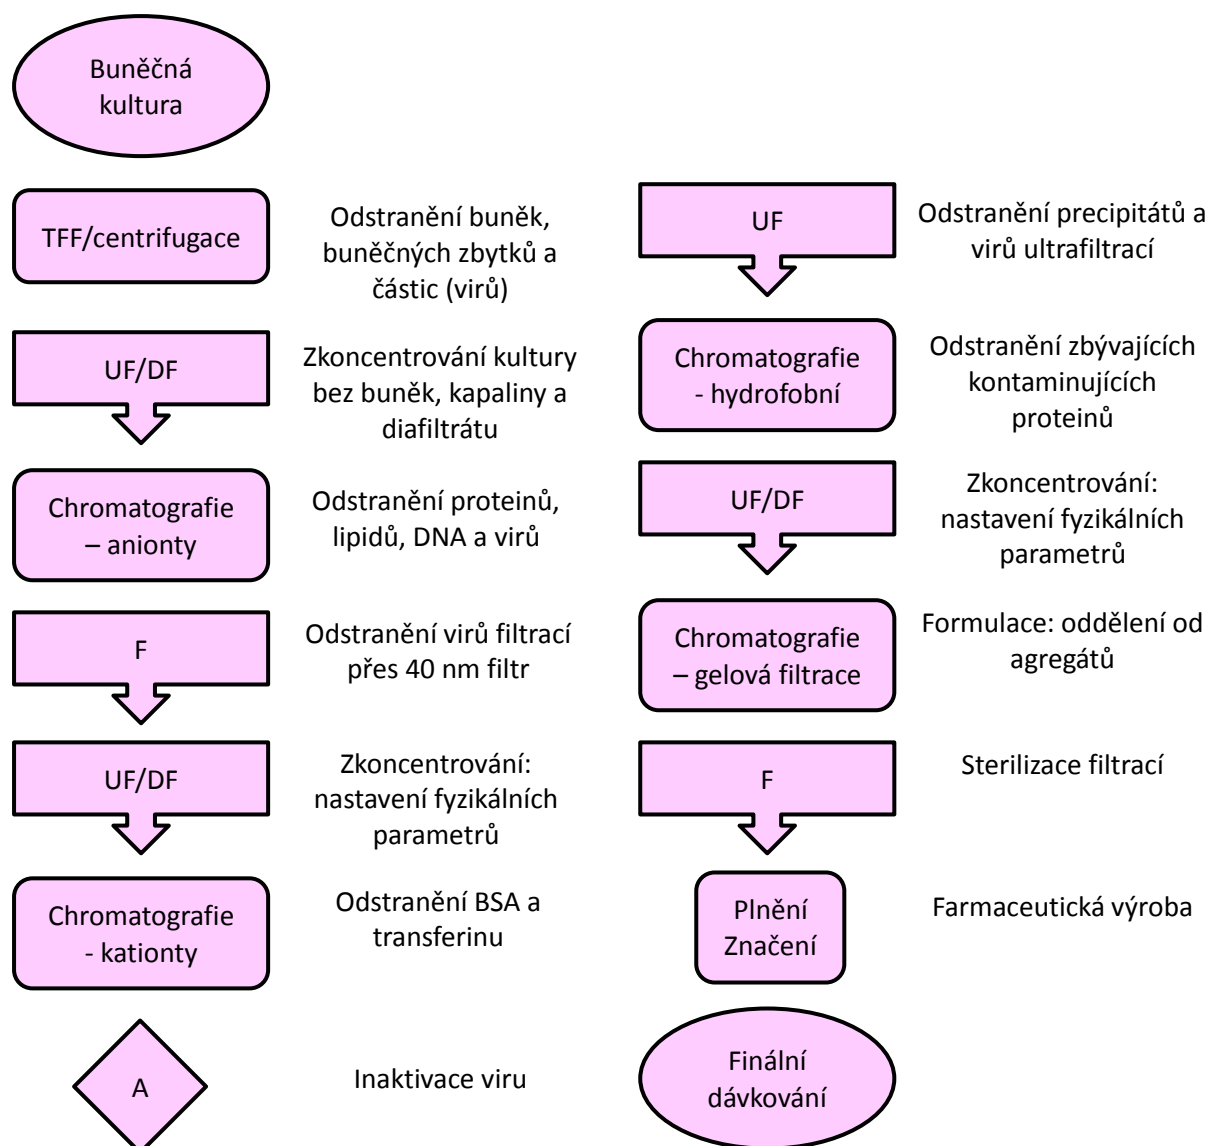 Buněčná
kultura
TFF/centrifugace
Odstranění buněk,
buněčných zbytků a
částic (virů)
UF/DF
Zkoncentrování kultury
bez buněk, kapaliny a
diafiltrátu
Chromatografie
– anionty
Odstranění proteinů,
lipidů, DNA a virů
F
Odstranění virů filtrací
přes 40 nm filtr
UF/DF
Zkoncentrování:
nastavení fyzikálních
parametrů
Chromatografie
- kationty
Odstranění BSA a
transferinu
A
Inaktivace viru
UF
Odstranění precipitátů a
virů ultrafiltrací
Chromatografie
- hydrofobní
Odstranění zbývajících
kontaminujících
proteinů
UF/DF
Zkoncentrování:
nastavení fyzikálních
parametrů
Chromatografie
– gelová filtrace
Formulace: oddělení od
agregátů
F
Sterilizace filtrací
Plnění
Značení
Farmaceutická výroba
Finální
dávkování